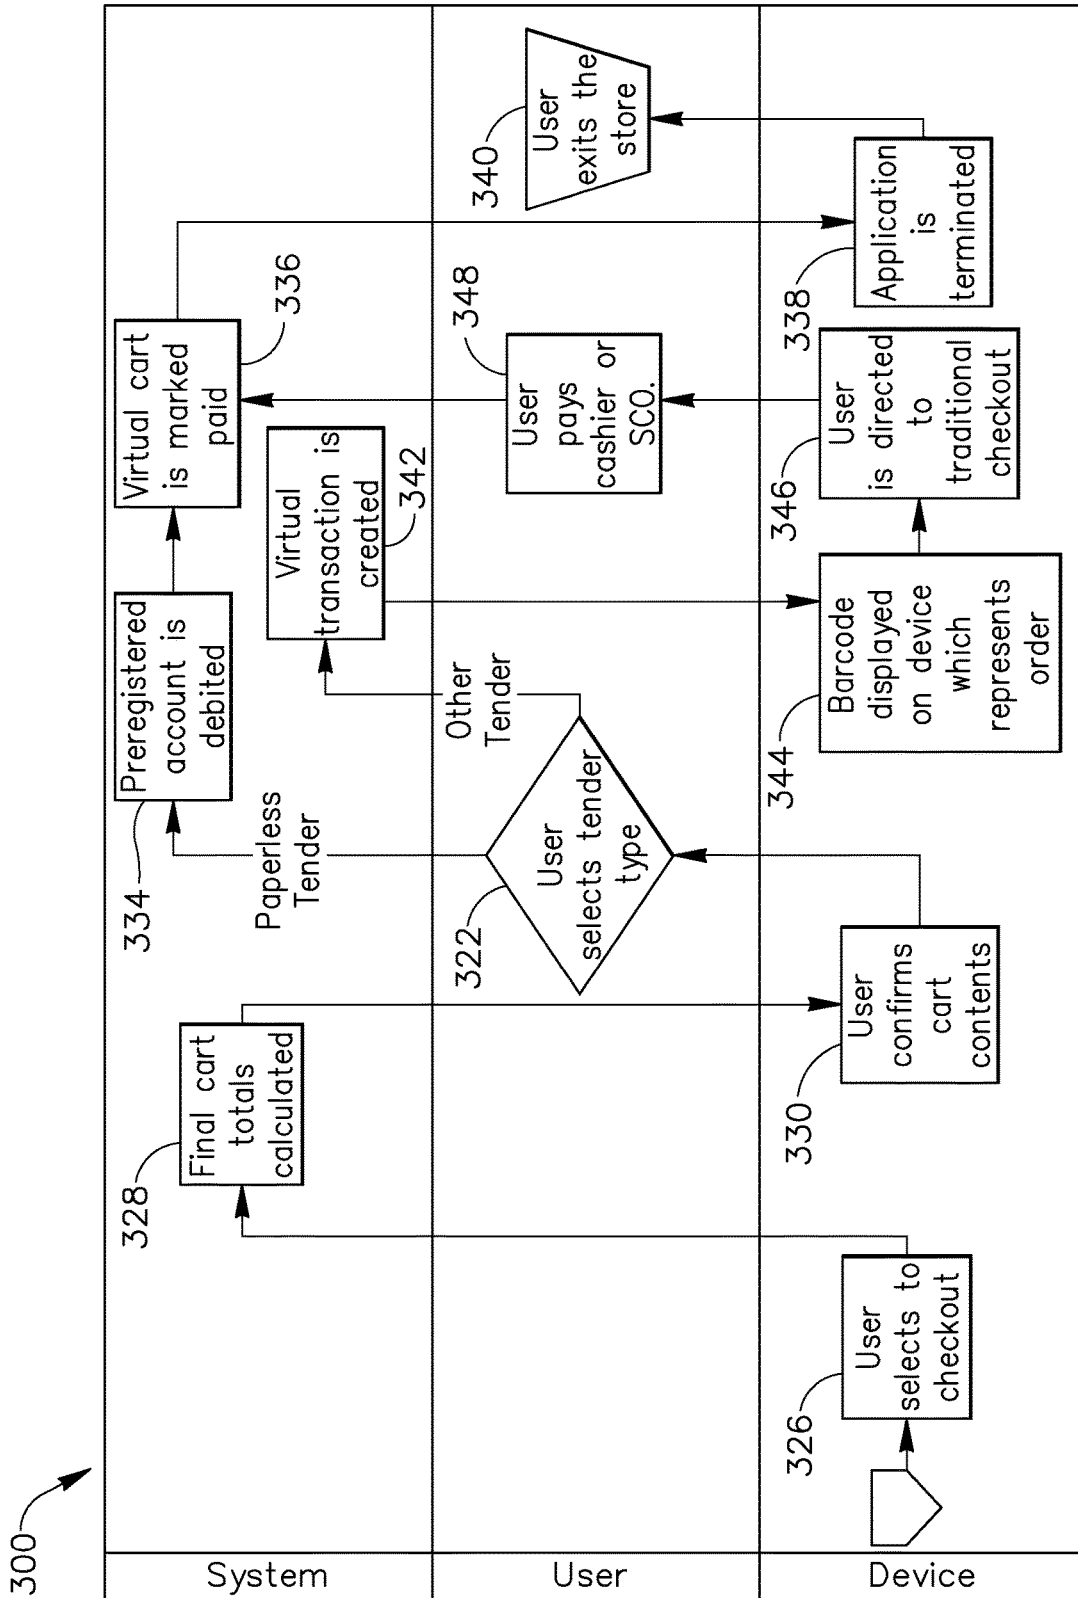 300
System
User
Device
326
User
selects to
checkout
328
Final cart
totals
calculated
330
User
confirms
cart
contents
322
User
selects tender
type
Paperless
Tender
Other
Tender
334
Preregistered
account is
debited
342
Virtual
transaction is
created
344
Barcode
displayed
on device
which
represents
order
346
User
is directed
to
traditional
checkout
348
User
pays
cashier or
SCO.
336
Virtual cart
is marked
paid
338
Application
is
terminated
340
User
exits the
store